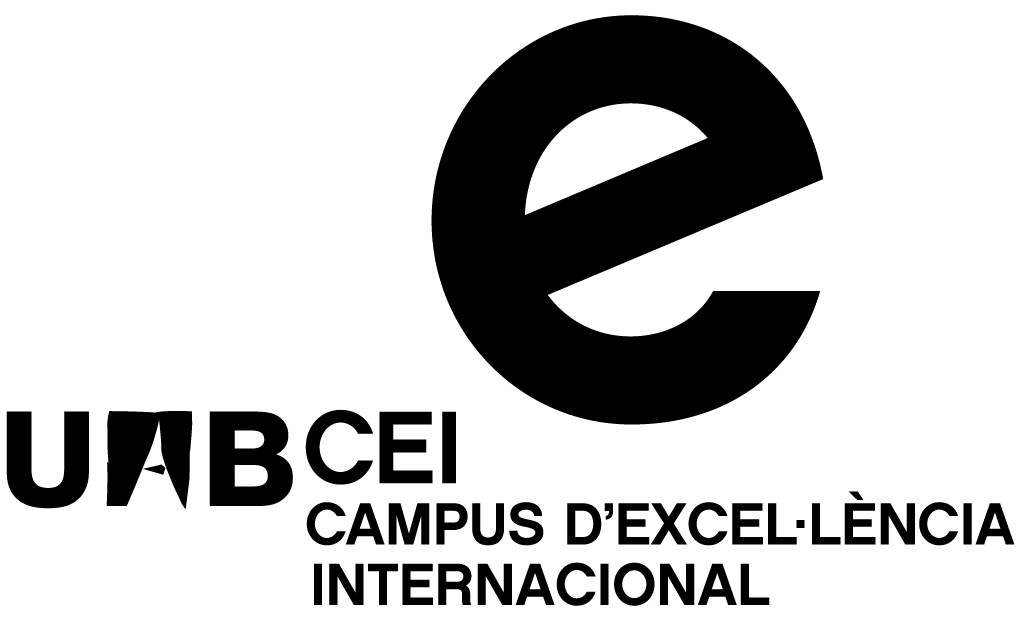 e
UAB CEI
CAMPUS D’EXCEL·LÈNCIA
INTERNACIONAL